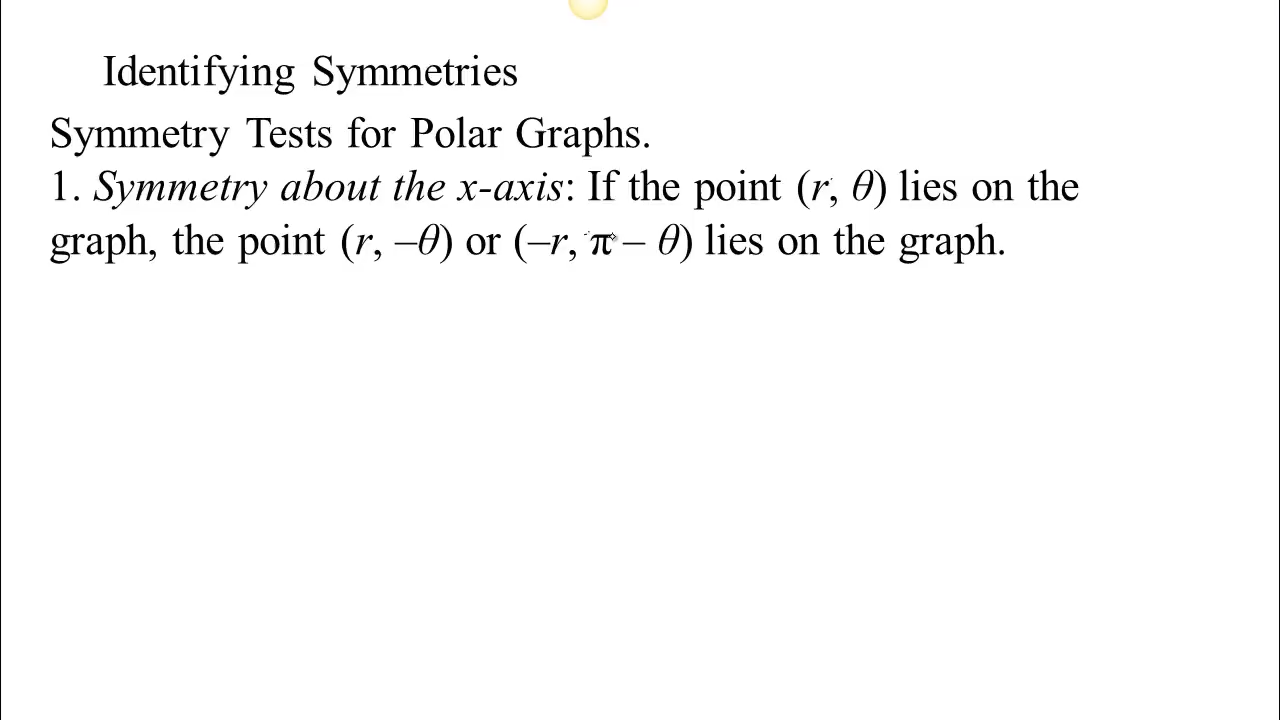 Identifying Symmetries
Symmetry Tests for Polar Graphs.
1. Symmetry about the x-axis: If the point (r, θ) lies on the
graph, the point (r, –θ) or (–r, π – θ) lies on the graph.